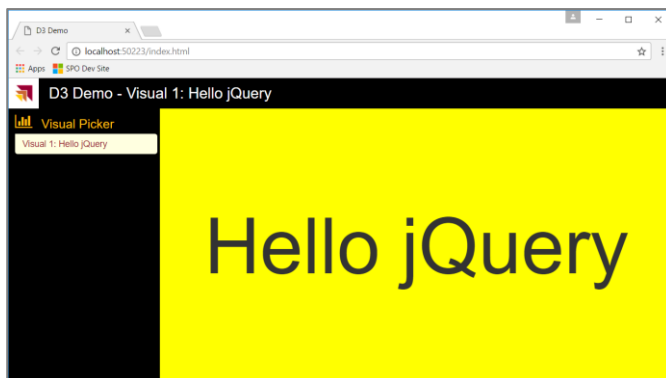 D3 Demo
localhost:50223/index.html
Apps SPO Dev Site
D3 Demo - Visual 1: Hello jQuery
Visual Picker
Visual 1: Hello jQuery
Hello jQuery